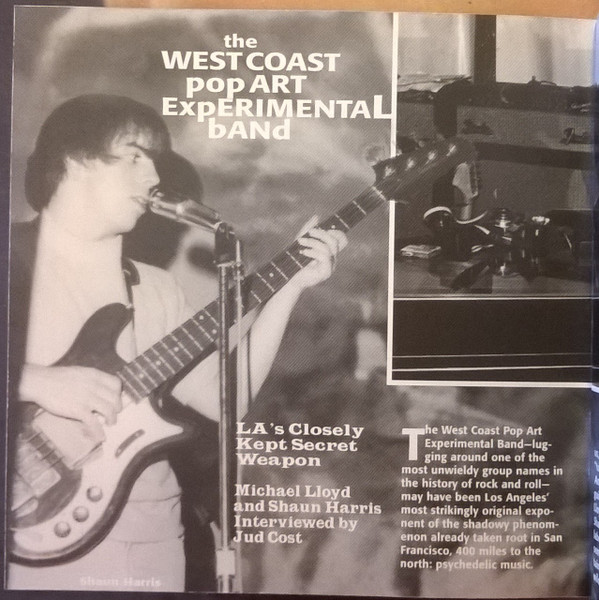 the
WEST COAST
pop ART
ExpERIMENTAL
bANd
LA's Closely
Kept Secret
Weapon
Michael Lloyd
and Shaun Harris
Interviewed by
Jud Cost
The West Coast Pop Art
Experimental Band—lug-
ging around one of the
most unwieldy group names in
the history of rock and roll—
may have been Los Angeles'
most strikingly original expo-
nent of the shadowy phenom-
enon already taken root in San
Francisco, 400 miles to the
north: psychedelic music.
Shaun Harris